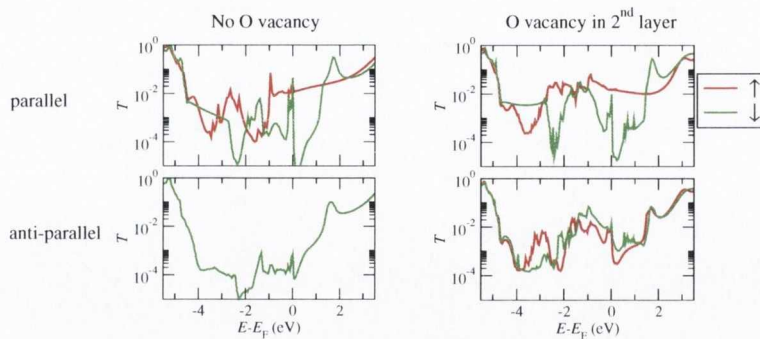 No O vacancy
O vacancy in 2nd layer
parallel
T
10^0
10^-2
10^-4
T
10^0
10^-2
10^-4
↑
↓
anti-parallel
T
10^0
10^-2
10^-4
-4 -2 0 2
E-E_F (eV)
T
10^0
10^-2
10^-4
-4 -2 0 2
E-E_F (eV)